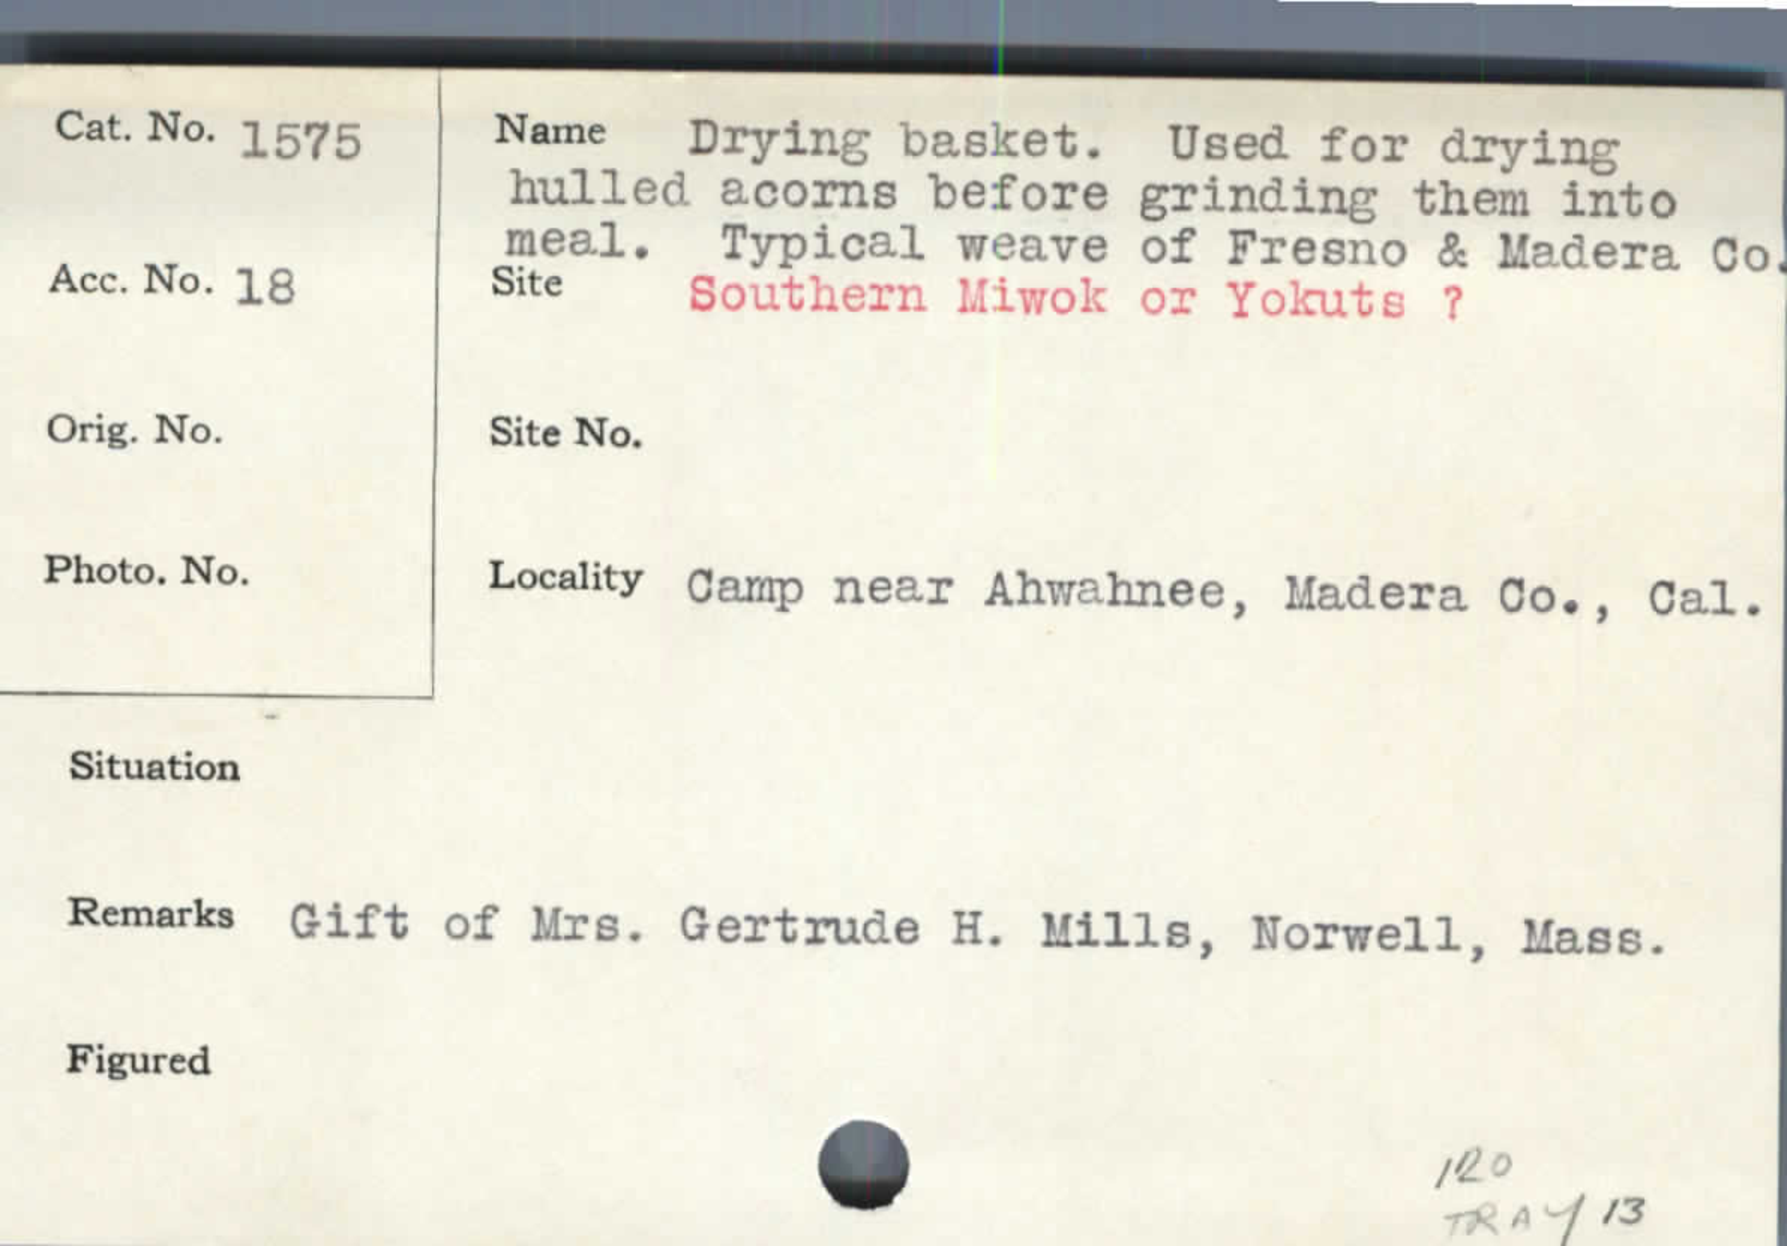 Cat. No. 1575
Name Drying basket. Used for drying
hulled acorns before grinding them into
meal. Typical weave of Fresno & Madera Co.
Acc. No. 18
Site Southern Miwok or Yokuts ?
Orig. No.
Site No.
Photo. No.
Locality Camp near Ahwahnee, Madera Co., Cal.
Situation
Remarks Gift of Mrs. Gertrude H. Mills, Norwell, Mass.
Figured
120
TRAY 13